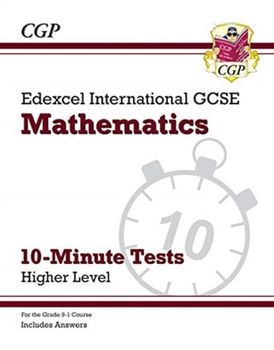 CGP
CGP
CGP
Edexcel International GCSE
Mathematics
10
10-Minute Tests
Higher Level
For the Grade 9-1 Course
Includes Answers